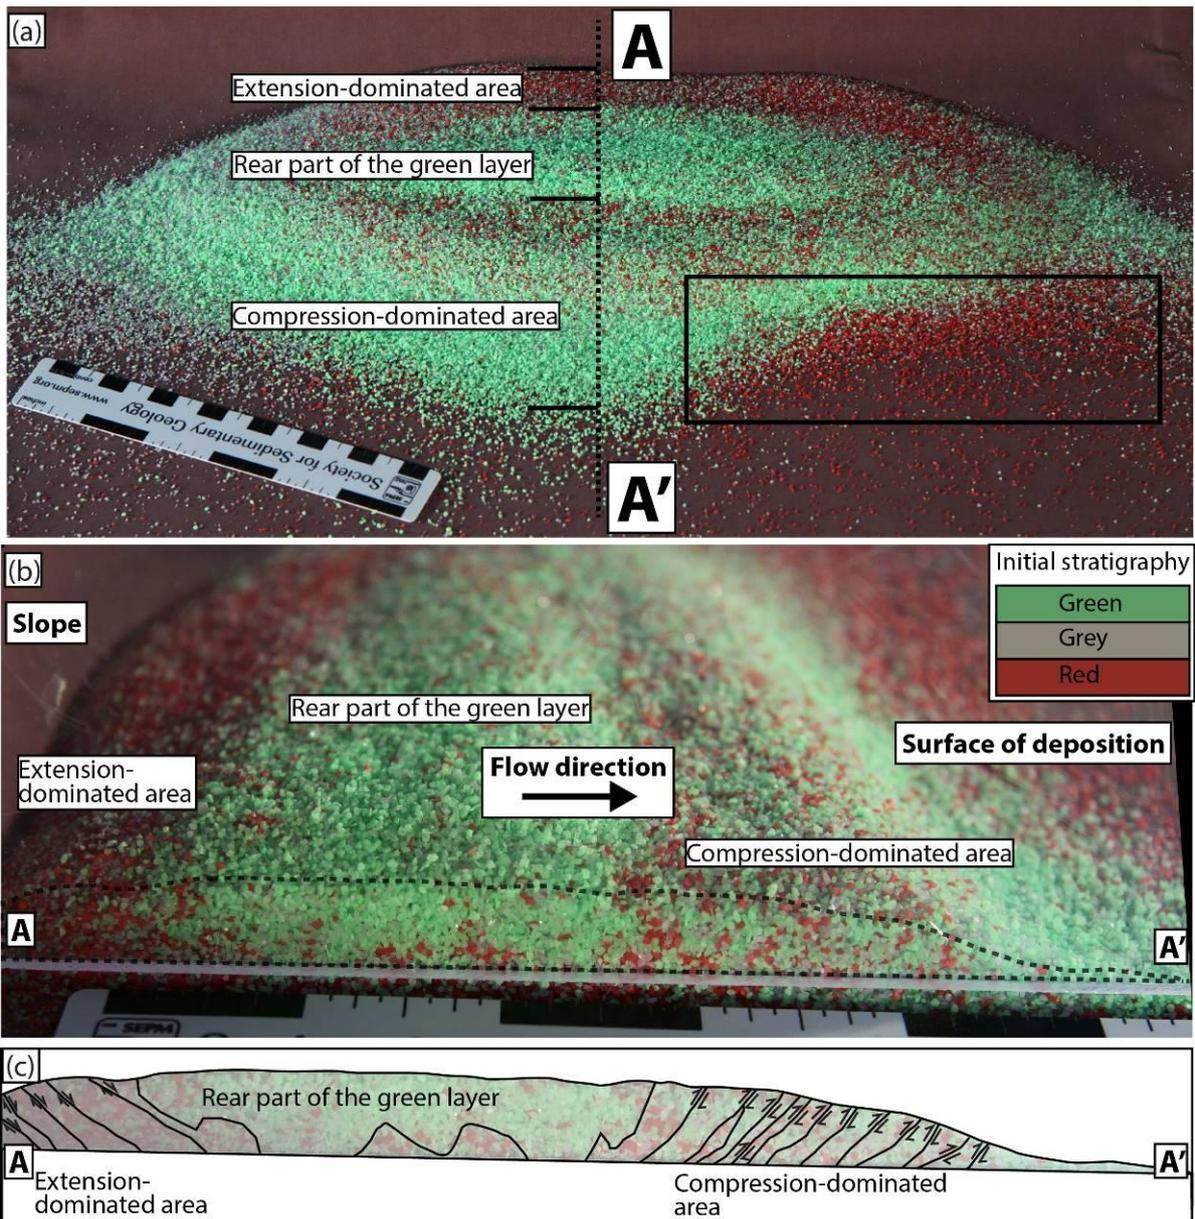 (a)
A
Extension-dominated area
Rear part of the green layer
Compression-dominated area
www.sepm.org
Society for Sedimentary Geology
A'
(b)
Initial stratigraphy
Green
Slope
Grey
Red
Rear part of the green layer
Surface of deposition
Extension-
dominated area
Flow direction
Compression-dominated area
A
A'
SEPM
(c)
Rear part of the green layer
A
A'
Extension-
dominated area
Compression-dominated
area